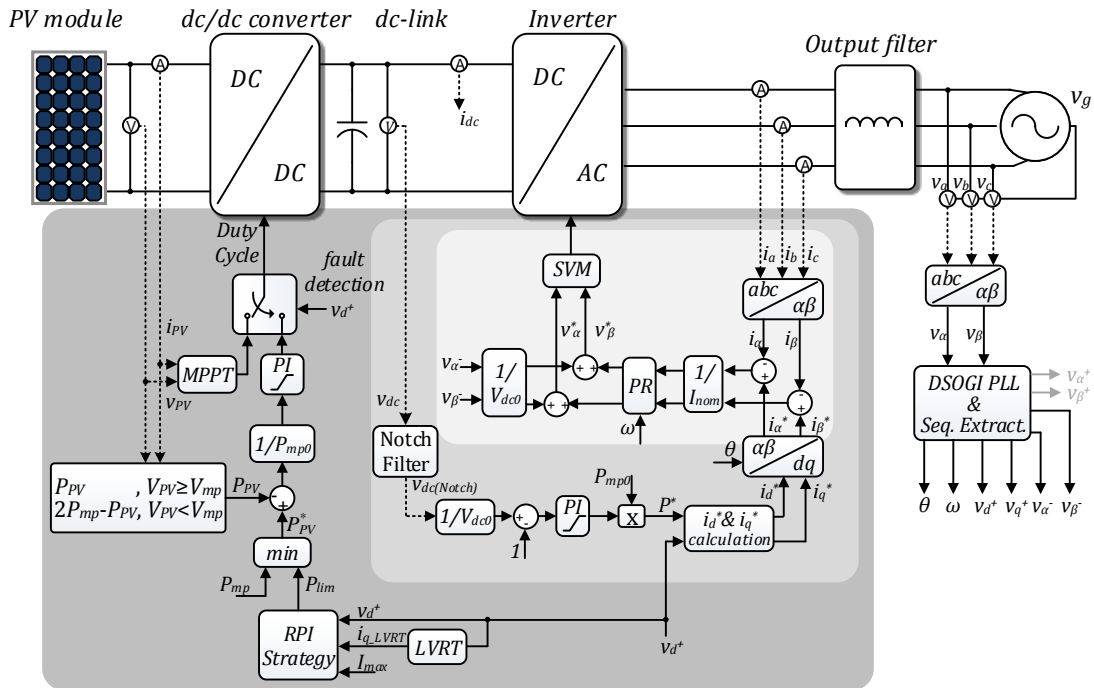 PV module
dc/dc converter
dc-link
Inverter
Output filter
A
V
DC
DC
V
A
i_dc
DC
AC
A
A
A
v_g
v_a
v_b
v_c
V
V
V
Duty
Cycle
fault
detection
v_d+
i_PV
v_PV
MPPT
PI
1/P_mp0
P_PV , V_PV≥V_mp
2P_mp-P_PV, V_PV<V_mp
P_PV
-
+
P*_PV
min
P_mp
P_lim
RPI
Strategy
v_d+
i_q_LVRT
I_max
LVRT
v_d+
v_dc
Notch
Filter
v_dc(Notch)
1/V_dc0
+
-
1
PI
P_mp0
x
P*
i_d* & i_q*
calculation
i_d*
i_q*
θ
αβ
dq
i_α*
i_β*
SVM
v*_α
v*_β
v_α-
v_β-
1/
V_dc0
+ +
+ +
PR
ω
1/
I_nom
-
+
-
+
i_α
i_β
abc
αβ
i_a
i_b
i_c
abc
αβ
v_α
v_β
DSOGI PLL
&
Seq. Extract.
v_α+
v_β+
θ
ω
v_d+
v_q+
v_α-
v_β-